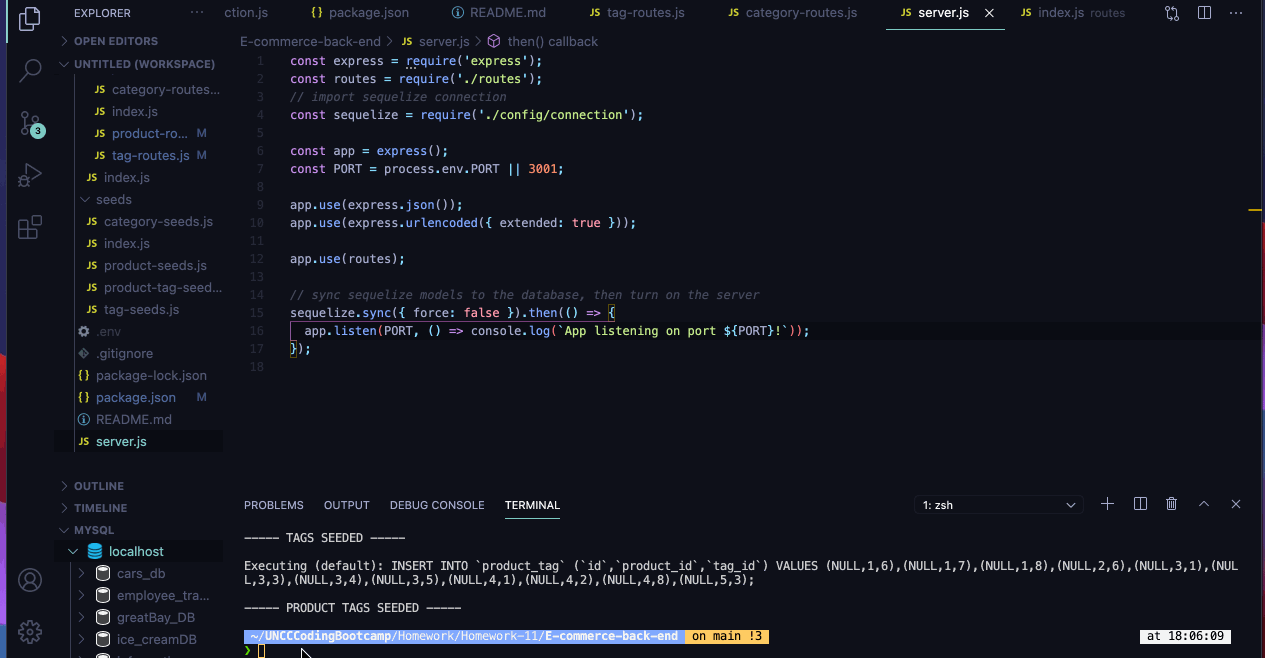 EXPLORER
ction.js
{} package.json
README.md
JS tag-routes.js
JS category-routes.js
JS server.js
JS index.js routes
OPEN EDITORS
UNTITLED (WORKSPACE)
JS category-routes...
JS index.js
JS product-ro... M
JS tag-routes.js M
JS index.js
seeds
JS category-seeds.js
JS index.js
JS product-seeds.js
JS product-tag-seed...
JS tag-seeds.js
.env
.gitignore
{} package-lock.json
{} package.json M
README.md
JS server.js
OUTLINE
TIMELINE
MYSQL
localhost
cars_db
employee_tra...
greatBay_DB
ice_creamDB
3
E-commerce-back-end > JS server.js > then() callback
1 const express = require('express');
2 const routes = require('./routes');
3 // import sequelize connection
4 const sequelize = require('./config/connection');
5
6 const app = express();
7 const PORT = process.env.PORT || 3001;
8
9 app.use(express.json());
10 app.use(express.urlencoded({ extended: true }));
11
12 app.use(routes);
13
14 // sync sequelize models to the database, then turn on the server
15 sequelize.sync({ force: false }).then(() => {
16 app.listen(PORT, () => console.log(`App listening on port ${PORT}!`));
17 });
18
PROBLEMS OUTPUT DEBUG CONSOLE TERMINAL
1: zsh
----- TAGS SEEDED -----
Executing (default): INSERT INTO `product_tag` (`id`,`product_id`,`tag_id`) VALUES (NULL,1,6),(NULL,1,7),(NULL,1,8),(NULL,2,6),(NULL,3,1),(NUL
L,3,3),(NULL,3,4),(NULL,3,5),(NULL,4,1),(NULL,4,2),(NULL,4,8),(NULL,5,3);
----- PRODUCT TAGS SEEDED -----
~/UNCCCodingBootcamp/Homework/Homework-11/E-commerce-back-end on main !3
at 18:06:09
❯